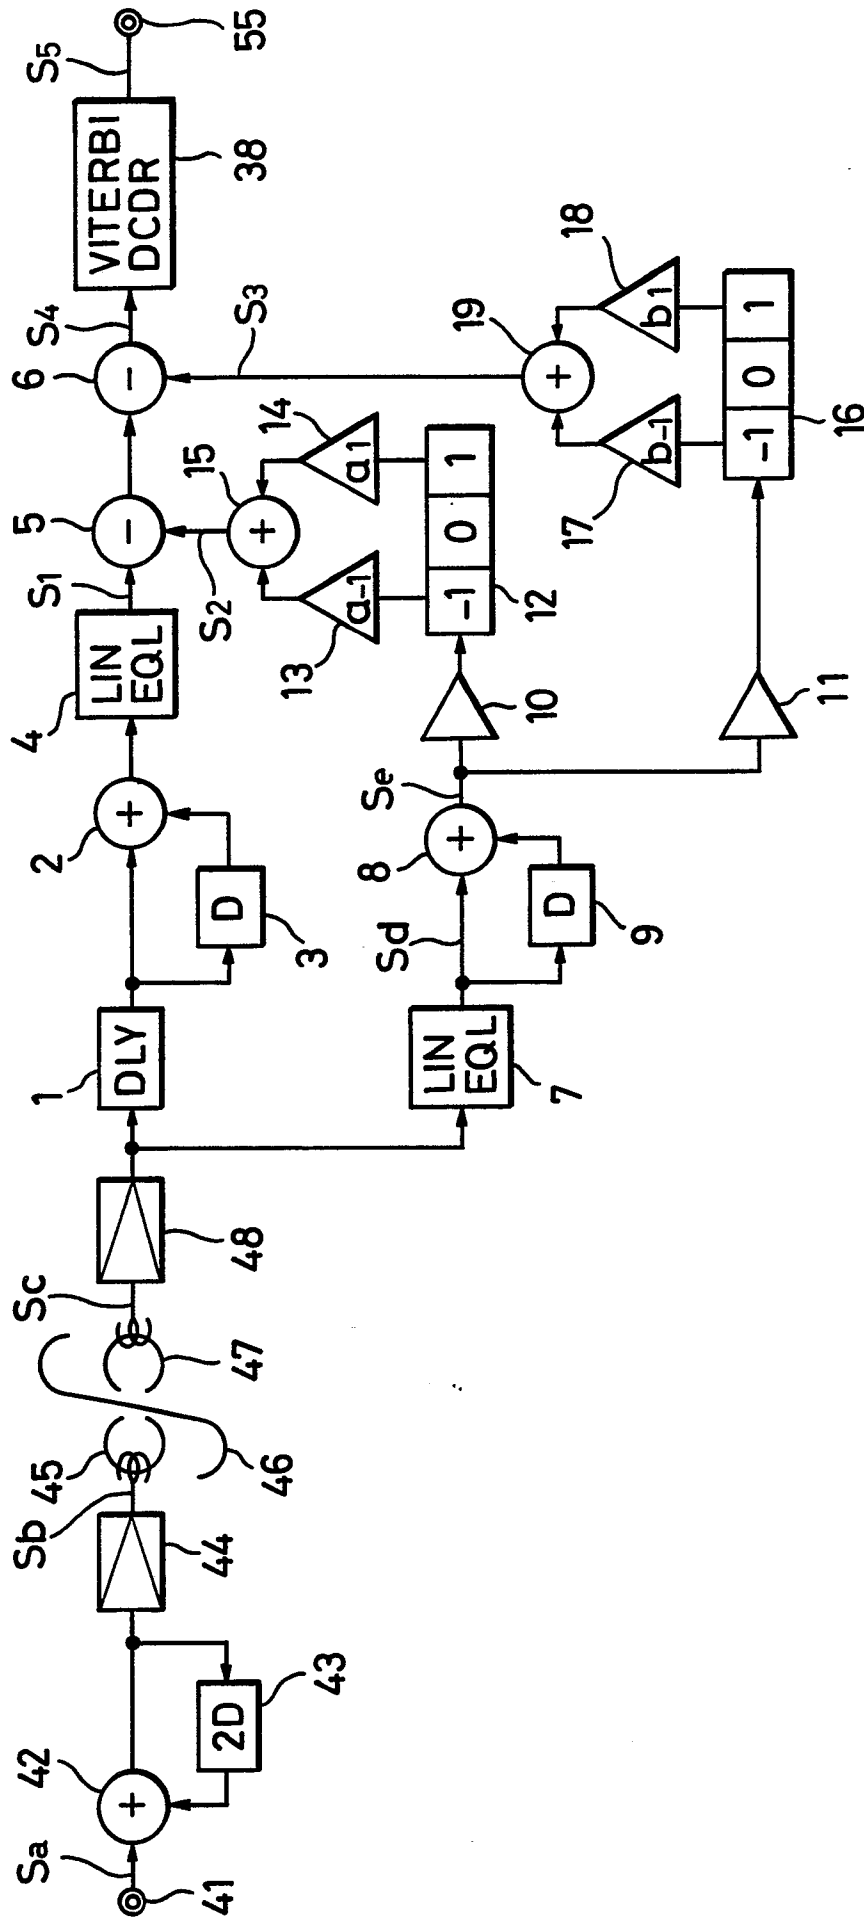 Sa
42
41
2D
43
Sb
44
45
46
Sc
47
48
1
DLY
2
D
3
4
LIN
EQL
S1
5
6
S4
VITERBI
DCDR
38
S5
55
LIN
EQL
7
Sd
8
D
9
Se
10
11
S2
15
13
a-1
14
a1
-1 0 1
12
S3
19
17
b-1
18
b1
-1 0 1
16
+
+
+
+
+
-
-